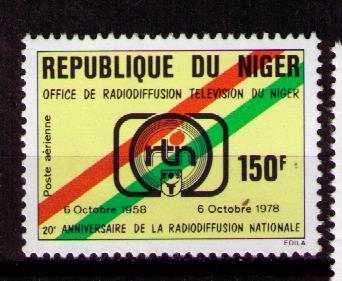 REPUBLIQUE DU NIGER
OFFICE DE RADIODIFFUSION TELEVISION DU NIGER
Poste aérienne
rtn
150F
6 Octobre 1958 6 Octobre 1978
20e ANNIVERSAIRE DE LA RADIODIFFUSION NATIONALE
EDILA